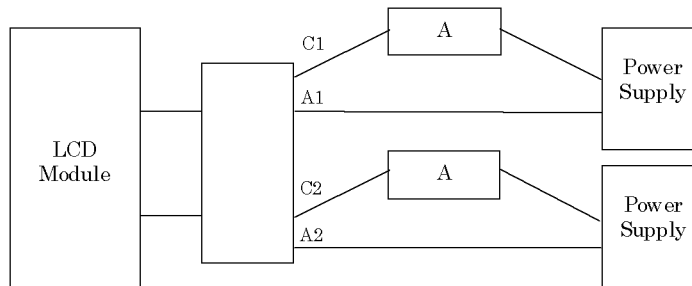 C1
A
Power
Supply
A1
LCD
Module
C2
A
Power
Supply
A2